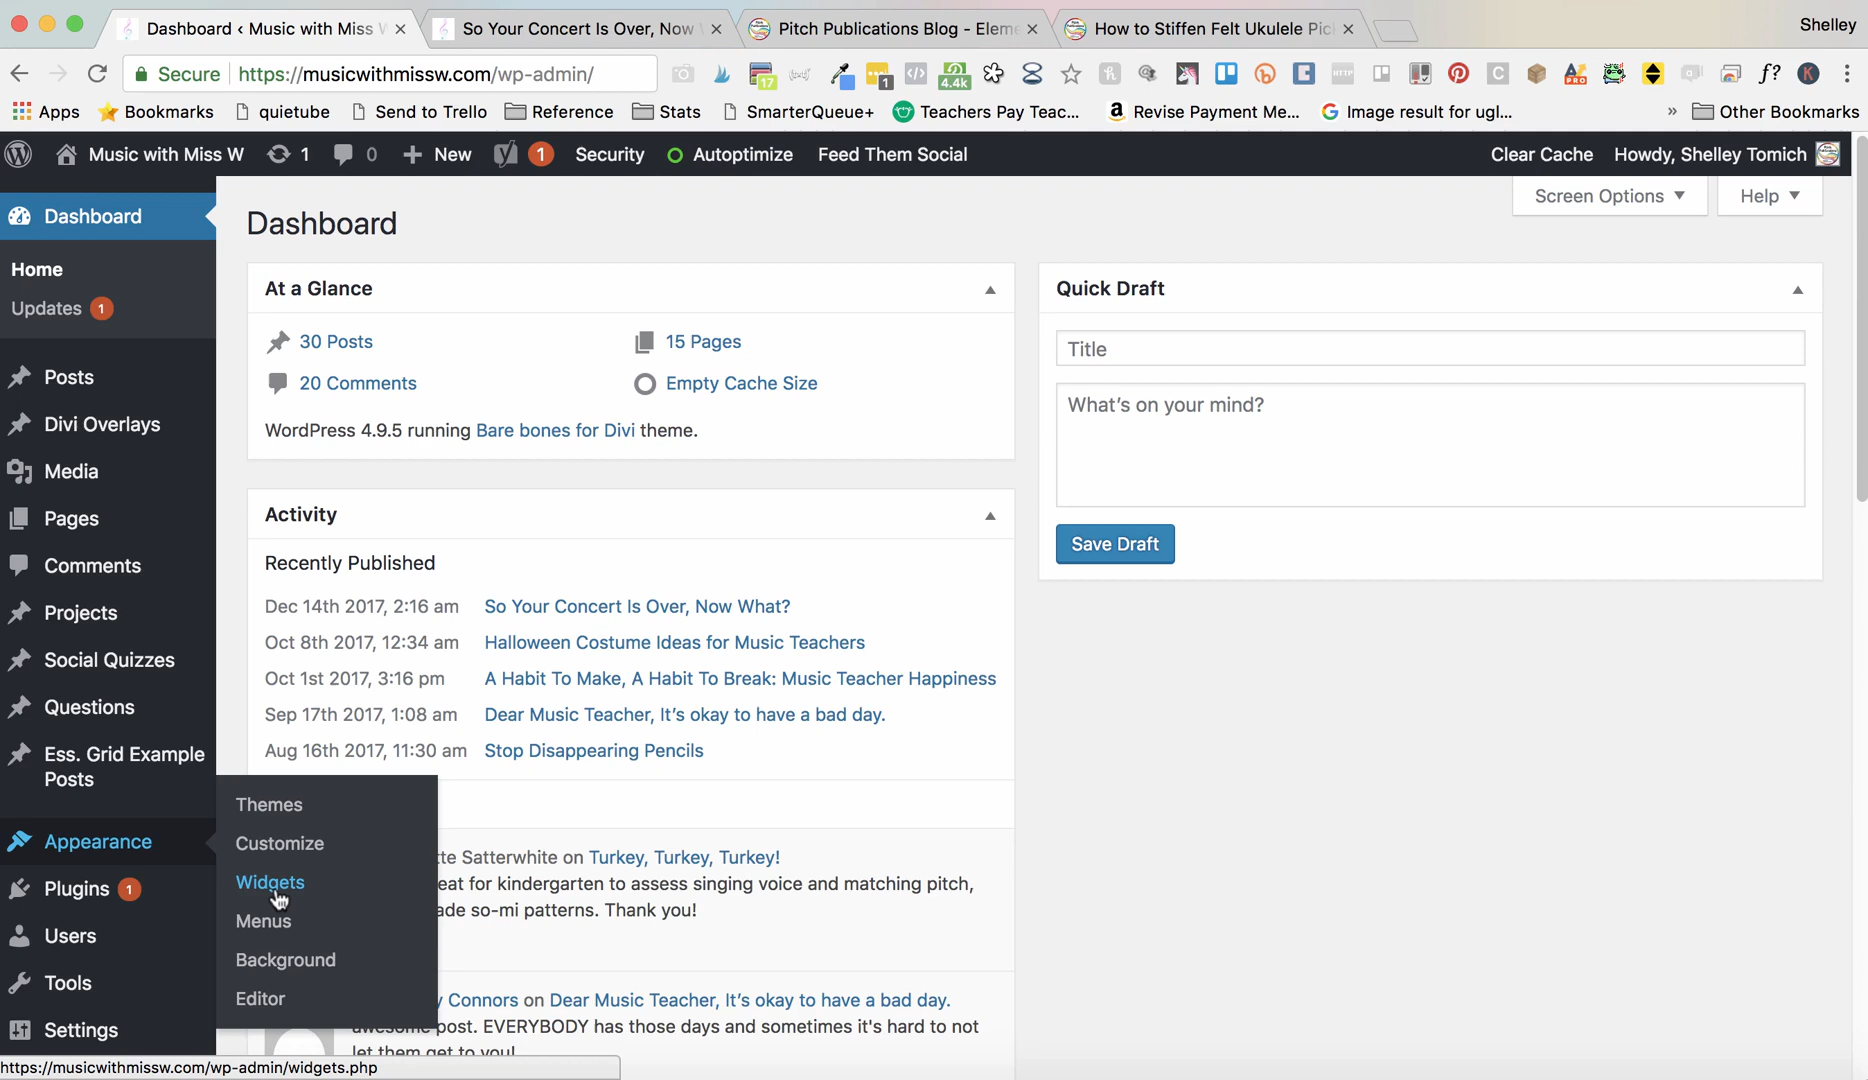 Dashboard ‹ Music with Miss W
So Your Concert Is Over, Now
Pitch Publications Blog - Eleme
How to Stiffen Felt Ukulele Pic
Shelley
Secure
https://musicwithmissw.com/wp-admin/
17
1
4.4k
HTTP
PRO
f?
K
Apps
Bookmarks
quietube
Send to Trello
Reference
Stats
SmarterQueue+
Teachers Pay Teac...
Revise Payment Me...
Image result for ugl...
»
Other Bookmarks
Music with Miss W
1
0
New
1
Security
Autoptimize
Feed Them Social
Clear Cache
Howdy, Shelley Tomich
Dashboard
Home
Updates 1
Posts
Divi Overlays
Media
Pages
Comments
Projects
Social Quizzes
Questions
Ess. Grid Example
Posts
Appearance
Plugins 1
Users
Tools
Settings
Themes
Customize
Widgets
Menus
Background
Editor
Screen Options
Help
Dashboard
At a Glance
30 Posts
15 Pages
20 Comments
Empty Cache Size
WordPress 4.9.5 running Bare bones for Divi theme.
Activity
Recently Published
Dec 14th 2017, 2:16 am So Your Concert Is Over, Now What?
Oct 8th 2017, 12:34 am Halloween Costume Ideas for Music Teachers
Oct 1st 2017, 3:16 pm A Habit To Make, A Habit To Break: Music Teacher Happiness
Sep 17th 2017, 1:08 am Dear Music Teacher, It's okay to have a bad day.
Aug 16th 2017, 11:30 am Stop Disappearing Pencils
tte Satterwhite on Turkey, Turkey, Turkey!
eat for kindergarten to assess singing voice and matching pitch,
ade so-mi patterns. Thank you!
y Connors on Dear Music Teacher, It's okay to have a bad day.
awesome post. EVERYBODY has those days and sometimes it's hard to not
let them get to you!
Quick Draft
Title
What's on your mind?
Save Draft
https://musicwithmissw.com/wp-admin/widgets.php